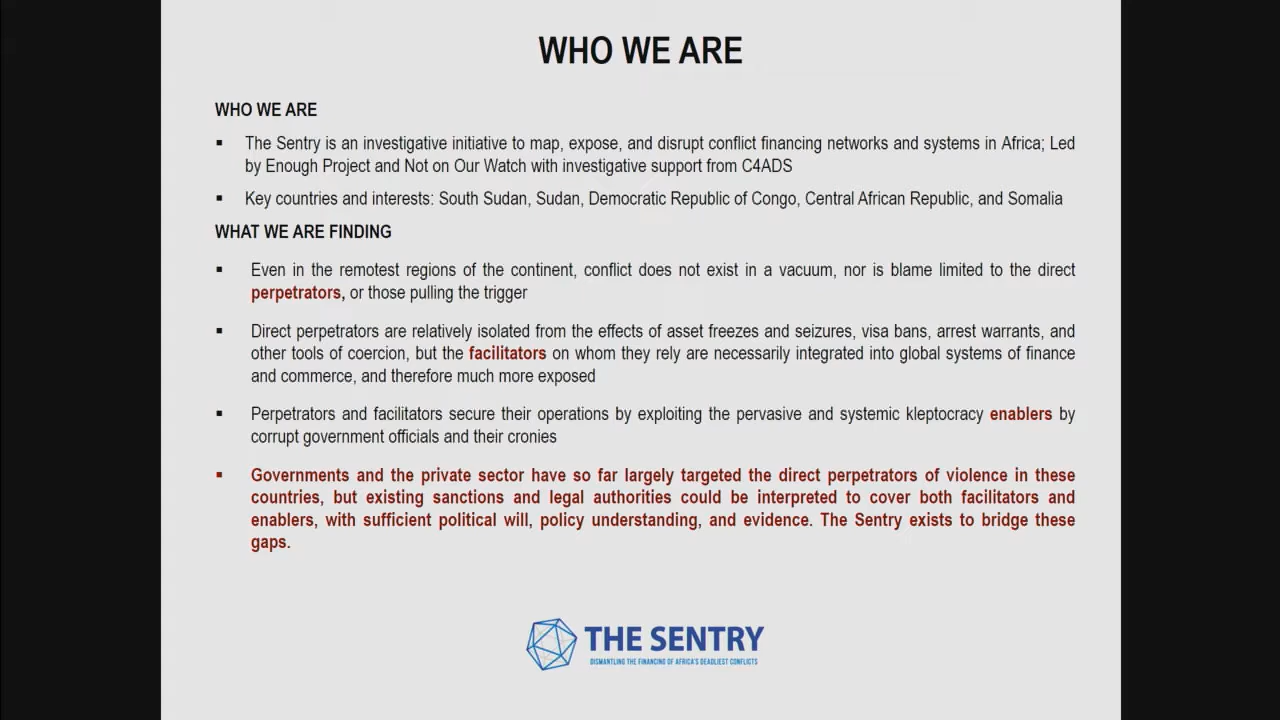 WHO WE ARE
WHO WE ARE
▪ The Sentry is an investigative initiative to map, expose, and disrupt conflict financing networks and systems in Africa; Led
by Enough Project and Not on Our Watch with investigative support from C4ADS
▪ Key countries and interests: South Sudan, Sudan, Democratic Republic of Congo, Central African Republic, and Somalia
WHAT WE ARE FINDING
▪ Even in the remotest regions of the continent, conflict does not exist in a vacuum, nor is blame limited to the direct
perpetrators, or those pulling the trigger
▪ Direct perpetrators are relatively isolated from the effects of asset freezes and seizures, visa bans, arrest warrants, and
other tools of coercion, but the facilitators on whom they rely are necessarily integrated into global systems of finance
and commerce, and therefore much more exposed
▪ Perpetrators and facilitators secure their operations by exploiting the pervasive and systemic kleptocracy enablers by
corrupt government officials and their cronies
▪ Governments and the private sector have so far largely targeted the direct perpetrators of violence in these
countries, but existing sanctions and legal authorities could be interpreted to cover both facilitators and
enablers, with sufficient political will, policy understanding, and evidence. The Sentry exists to bridge these
gaps.
THE SENTRY
DISMANTLING THE FINANCING OF AFRICA'S DEADLIEST CONFLICTS